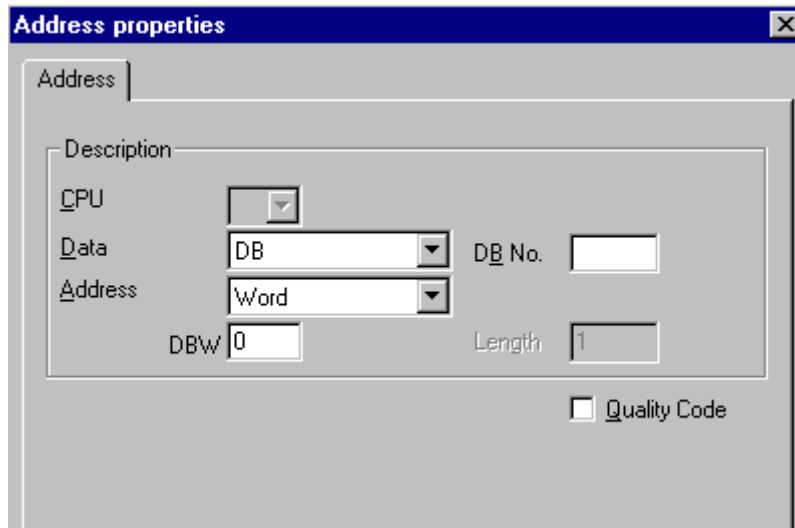 Address properties
Address
Description
CPU
Data DB DB No.
Address Word
DBW 0 Length 1
Quality Code